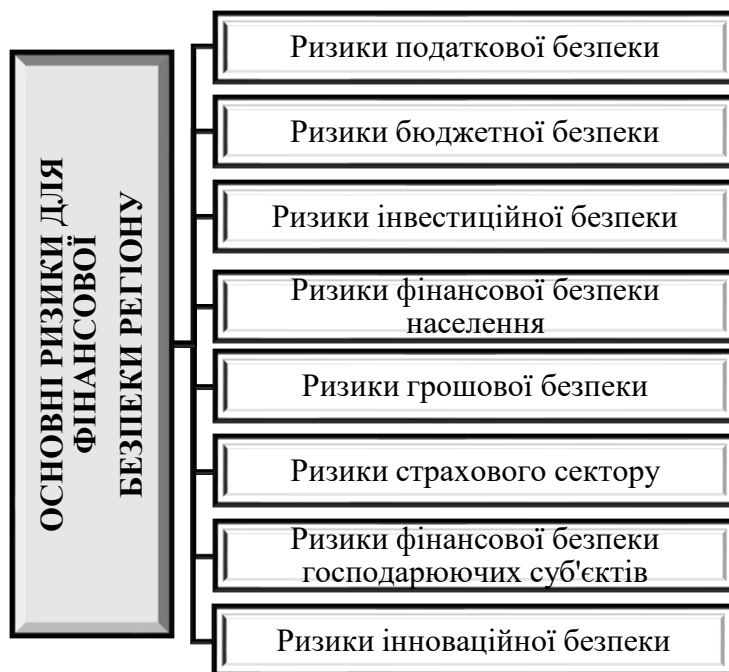 ОСНОВНІ РИЗИКИ ДЛЯ
ФІНАНСОВОЇ
БЕЗПЕКИ РЕГІОНУ
Ризики податкової безпеки
Ризики бюджетної безпеки
Ризики інвестиційної безпеки
Ризики фінансової безпеки
населення
Ризики грошової безпеки
Ризики страхового сектору
Ризики фінансової безпеки
господарюючих суб'єктів
Ризики інноваційної безпеки